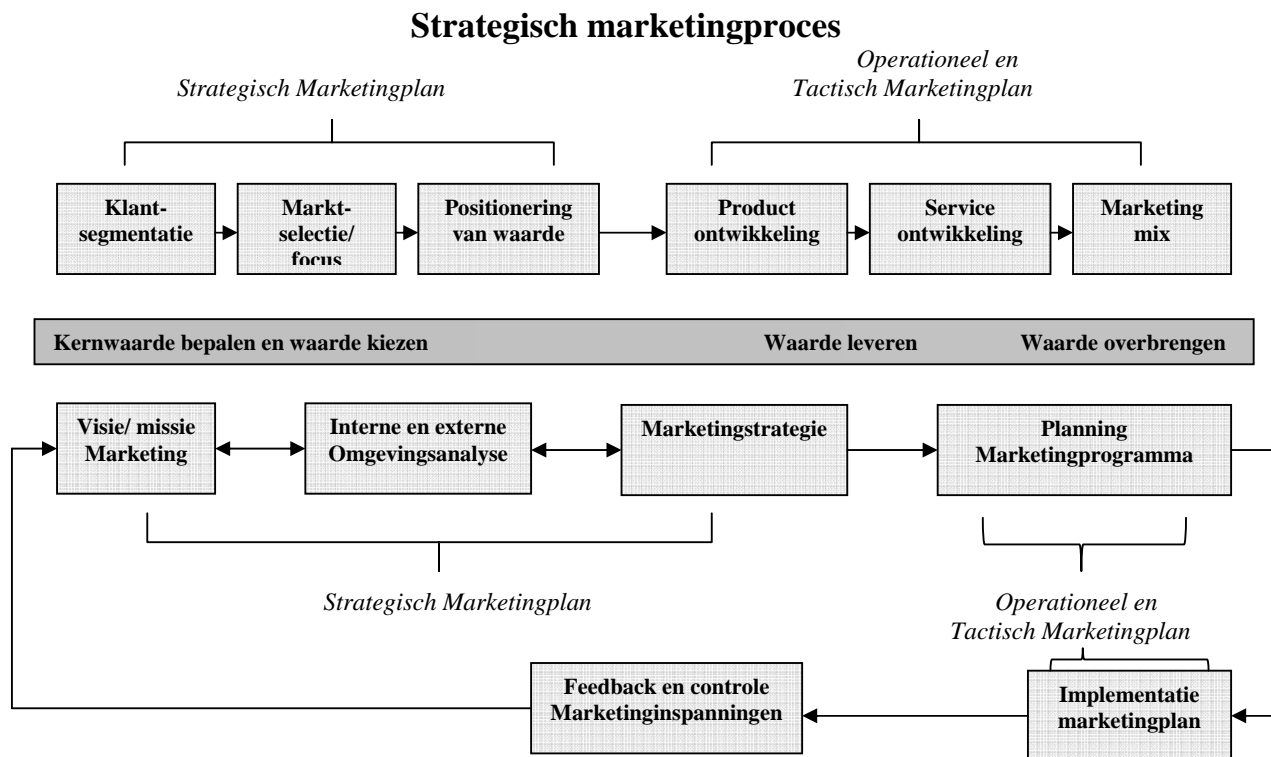 Strategisch marketingproces
Strategisch Marketingplan
Operationeel en
Tactisch Marketingplan
Klant-
segmentatie
Markt-
selectie/
focus
Positionering
van waarde
Product
ontwikkeling
Service
ontwikkeling
Marketing
mix
Kernwaarde bepalen en waarde kiezen
Waarde leveren
Waarde overbrengen
Visie/ missie
Marketing
Interne en externe
Omgevingsanalyse
Marketingstrategie
Planning
Marketingprogramma
Strategisch Marketingplan
Operationeel en
Tactisch Marketingplan
Feedback en controle
Marketinginspanningen
Implementatie
marketingplan